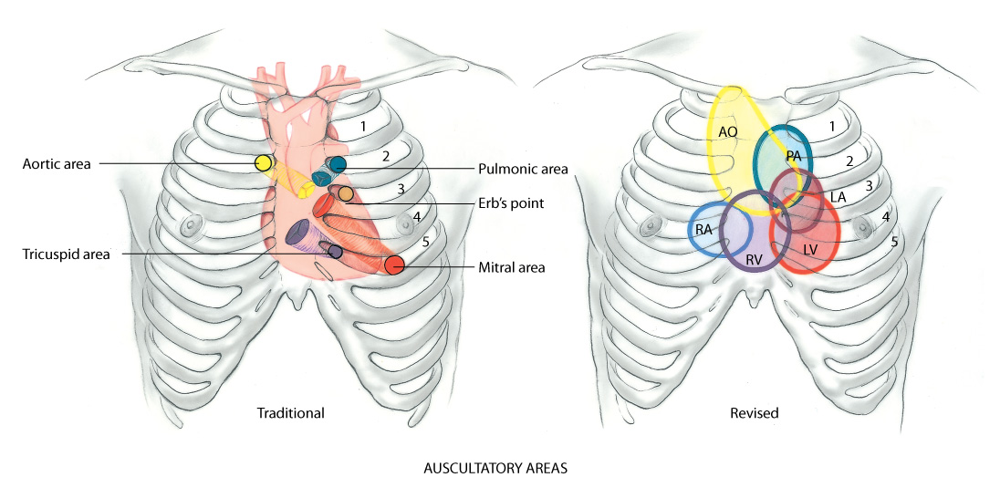 1
2
3
4
5
Aortic area
Pulmonic area
Erb's point
Tricuspid area
Mitral area
Traditional
AO
PA
LA
RA
RV
LV
1
2
3
4
5
Revised
AUSCULTATORY AREAS